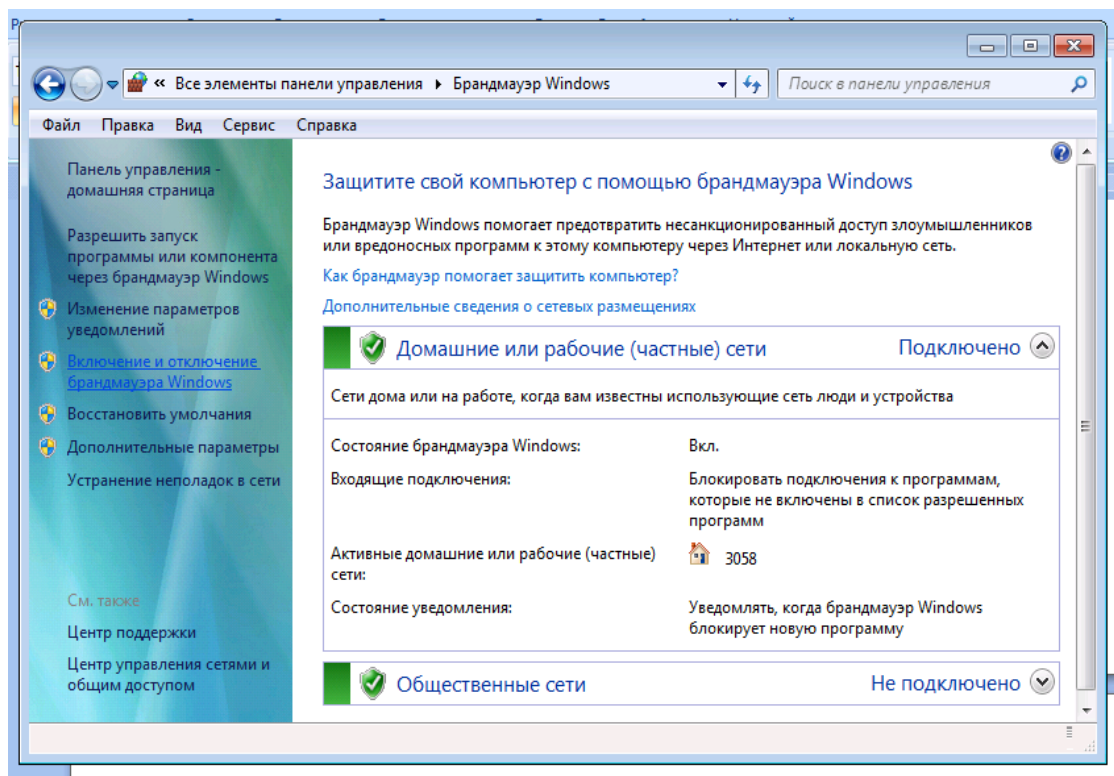 « Все элементы панели управления Брандмауэр Windows
Поиск в панели управления
Файл Правка Вид Сервис Справка
Панель управления -
домашняя страница
Разрешить запуск
программы или компонента
через брандмауэр Windows
Изменение параметров
уведомлений
Включение и отключение
брандмауэра Windows
Восстановить умолчания
Дополнительные параметры
Устранение неполадок в сети
См. также
Центр поддержки
Центр управления сетями и
общим доступом
Защитите свой компьютер с помощью брандмауэра Windows
Брандмауэр Windows помогает предотвратить несанкционированный доступ злоумышленников
или вредоносных программ к этому компьютеру через Интернет или локальную сеть.
Как брандмауэр помогает защитить компьютер?
Дополнительные сведения о сетевых размещениях
Домашние или рабочие (частные) сети Подключено
Сети дома или на работе, когда вам известны использующие сеть люди и устройства
Состояние брандмауэра Windows: Вкл.
Входящие подключения: Блокировать подключения к программам,
которые не включены в список разрешенных
программ
Активные домашние или рабочие (частные) 3058
сети:
Состояние уведомления: Уведомлять, когда брандмауэр Windows
блокирует новую программу
Общественные сети Не подключено